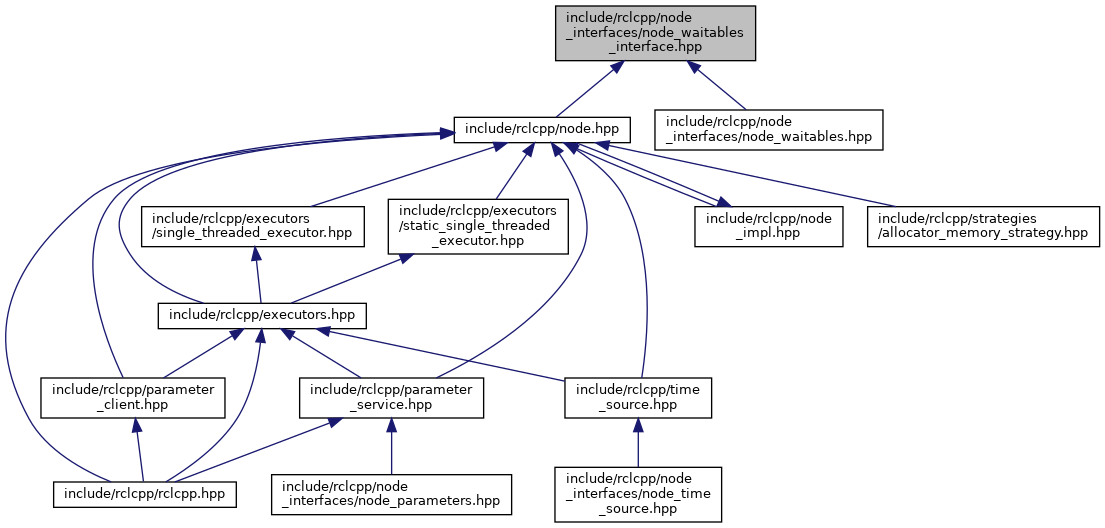 include/rclcpp/node
_interfaces/node_waitables
_interface.hpp
include/rclcpp/node.hpp
include/rclcpp/node
_interfaces/node_waitables.hpp
include/rclcpp/executors
/single_threaded_executor.hpp
include/rclcpp/executors
/static_single_threaded
_executor.hpp
include/rclcpp/node
_impl.hpp
include/rclcpp/strategies
/allocator_memory_strategy.hpp
include/rclcpp/executors.hpp
include/rclcpp/parameter
_client.hpp
include/rclcpp/parameter
_service.hpp
include/rclcpp/time
_source.hpp
include/rclcpp/rclcpp.hpp
include/rclcpp/node
_interfaces/node_parameters.hpp
include/rclcpp/node
_interfaces/node_time
_source.hpp